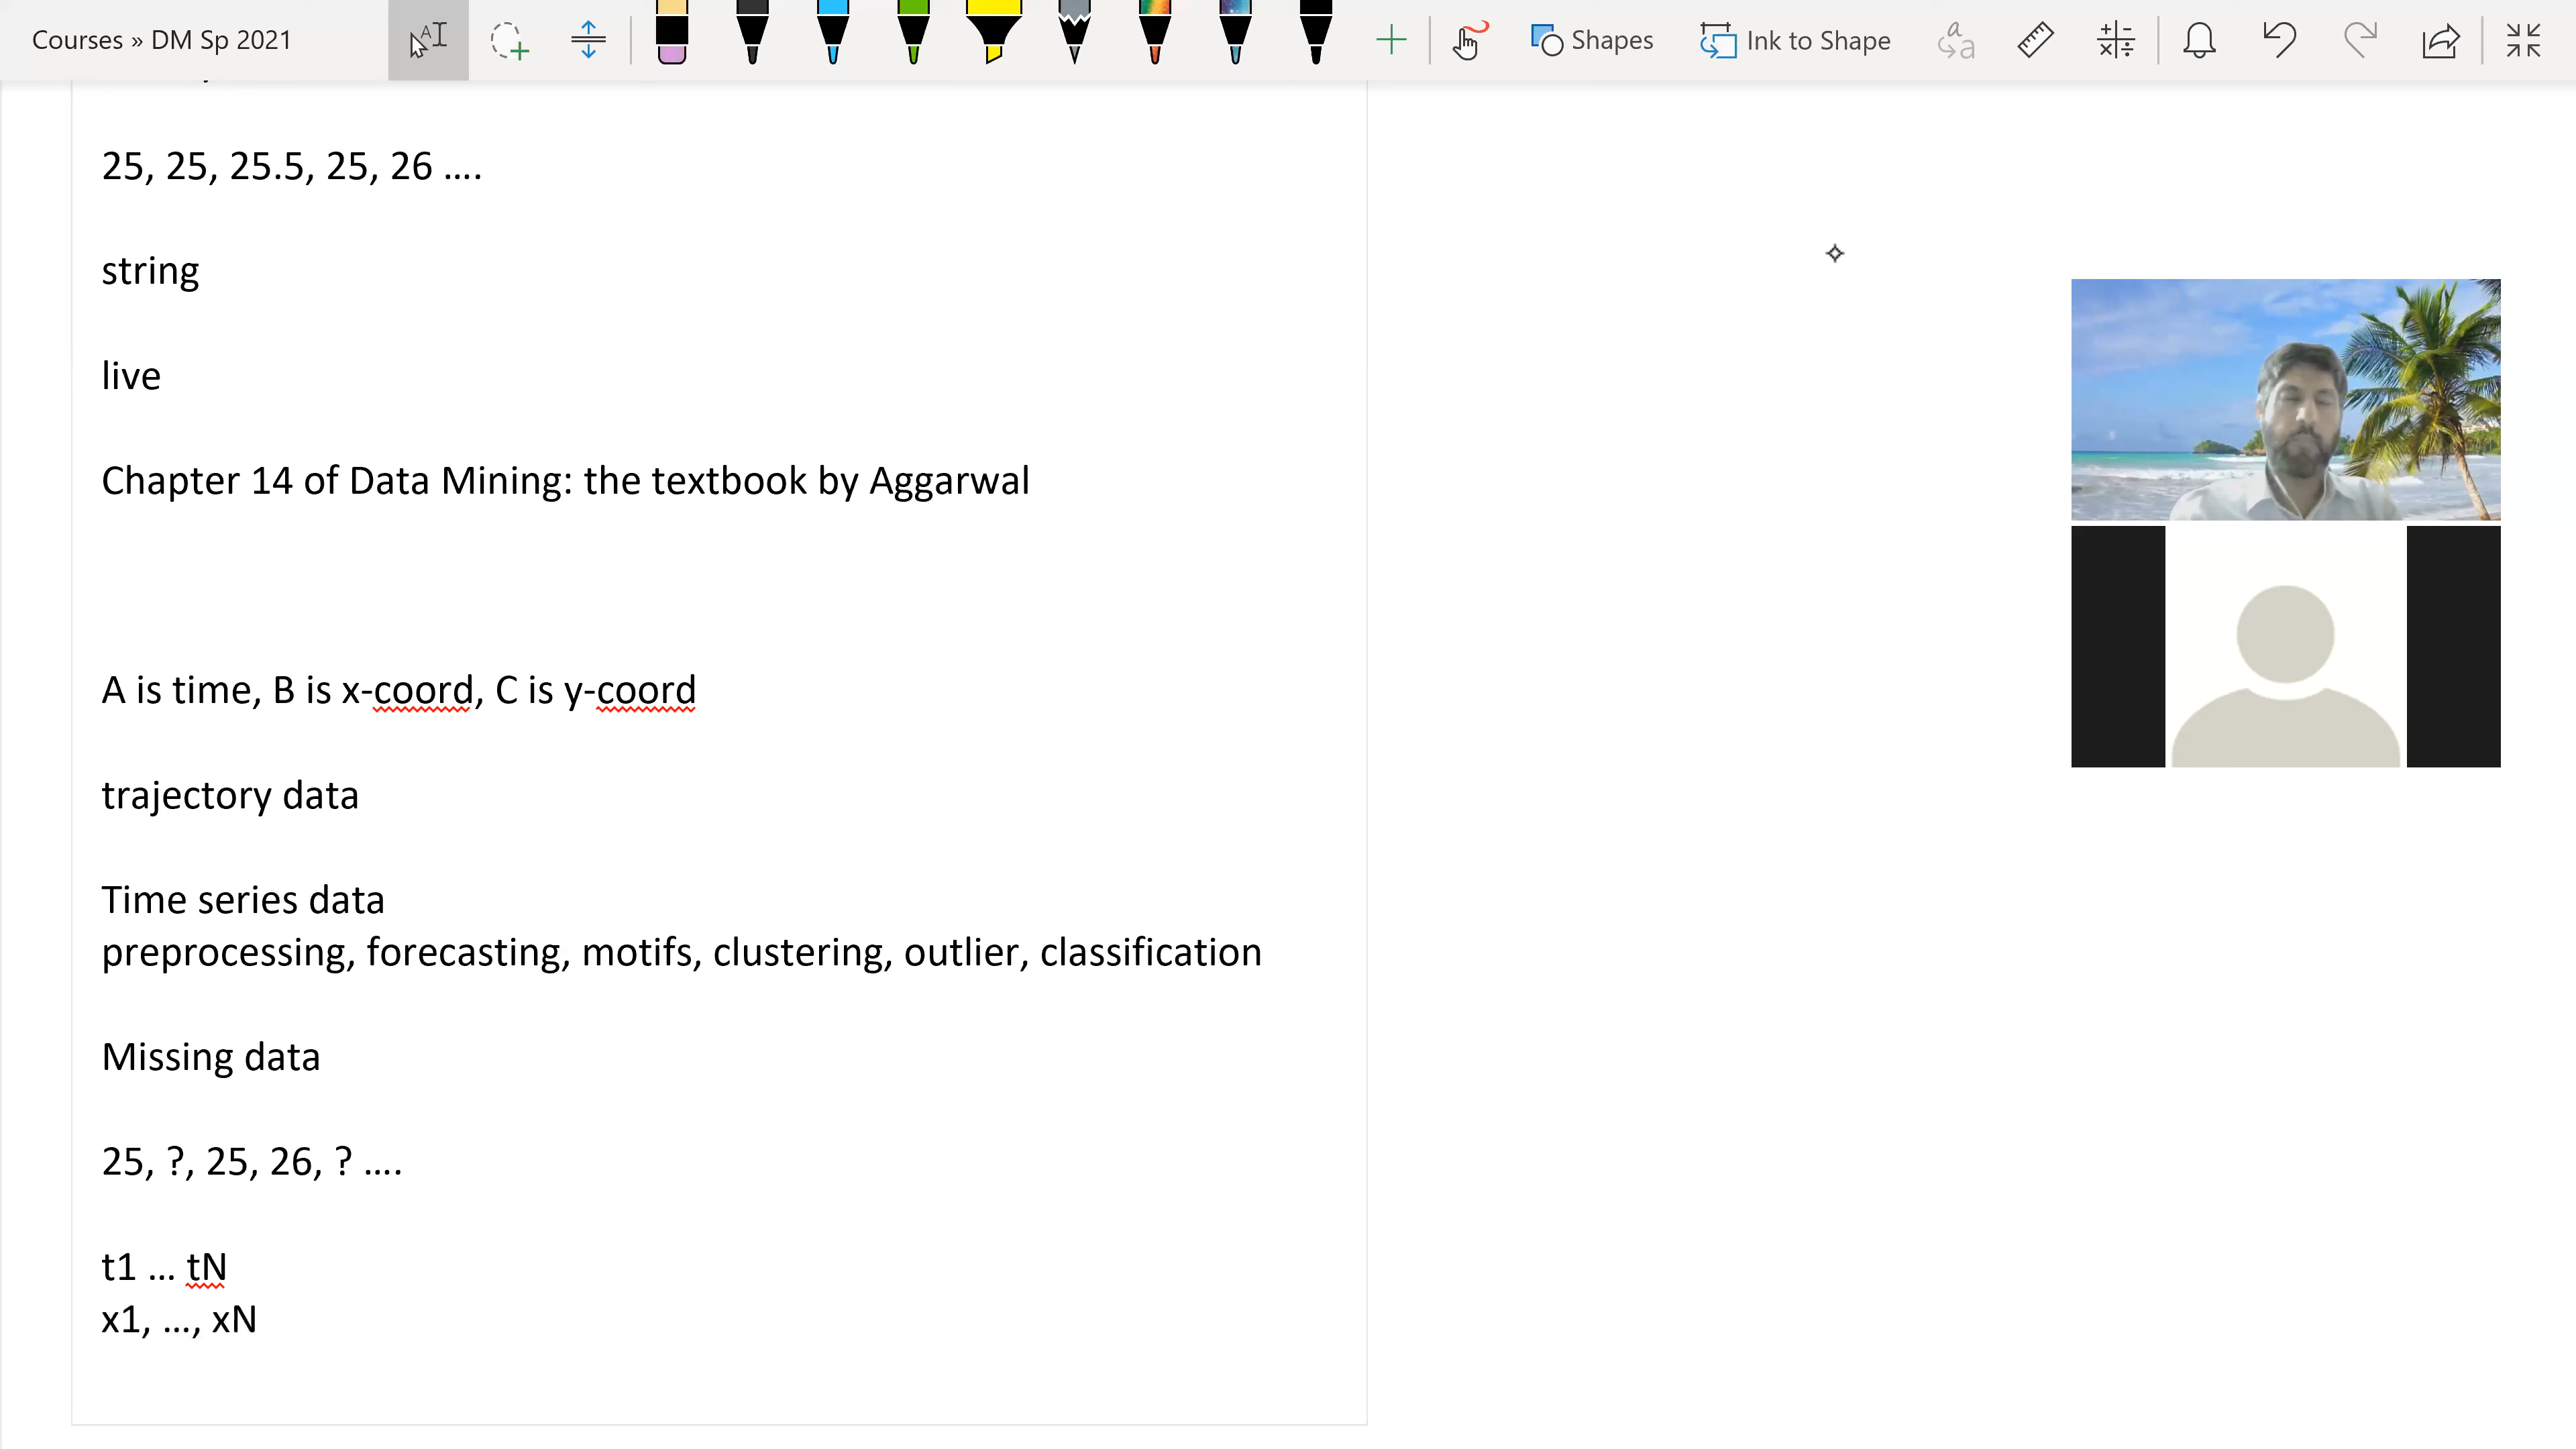 Courses » DM Sp 2021
Shapes
Ink to Shape
25, 25, 25.5, 25, 26 ....
string
live
Chapter 14 of Data Mining: the textbook by Aggarwal
A is time, B is x-coord, C is y-coord
trajectory data
Time series data
preprocessing, forecasting, motifs, clustering, outlier, classification
Missing data
25, ?, 25, 26, ? ....
t1 ... tN
x1, ..., xN